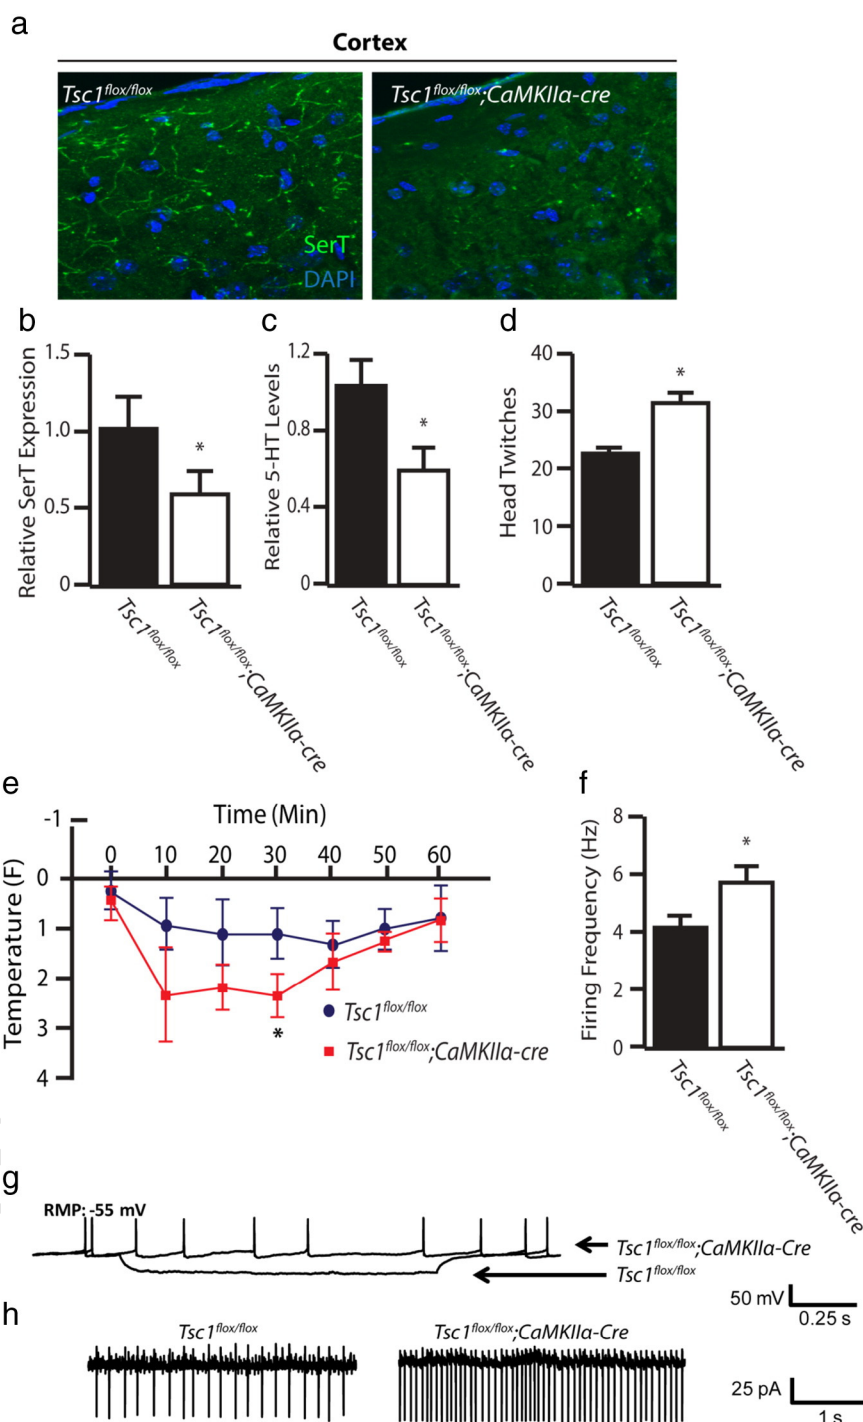 a
Cortex
Tsc1flox/flox
Tsc1flox/flox;CaMKIIα-cre
SerT
DAPI
b
c
d
Relative SerT Expression
1.5
1.0
0.5
0
Tsc1flox/flox
Tsc1flox/flox;CaMKIIα-cre
Relative 5-HT Levels
1.2
0.8
0.4
0
Tsc1flox/flox
Tsc1flox/flox;CaMKIIα-cre
Head Twitches
40
30
20
10
0
Tsc1flox/flox
Tsc1flox/flox;CaMKIIα-cre
*
*
*
e
Time (Min)
-1
0 10 20 30 40 50 60
0
1
2
3
4
Temperature (F)
*
Tsc1flox/flox
Tsc1flox/flox;CaMKIIα-cre
f
Firing Frequency (Hz)
8
6
4
2
0
*
Tsc1flox/flox
Tsc1flox/flox;CaMKIIα-cre
g
RMP: -55 mV
Tsc1flox/flox;CaMKIIα-Cre
Tsc1flox/flox
50 mV
0.25 s
h
Tsc1flox/flox
Tsc1flox/flox;CaMKIIα-Cre
25 pA
1 s